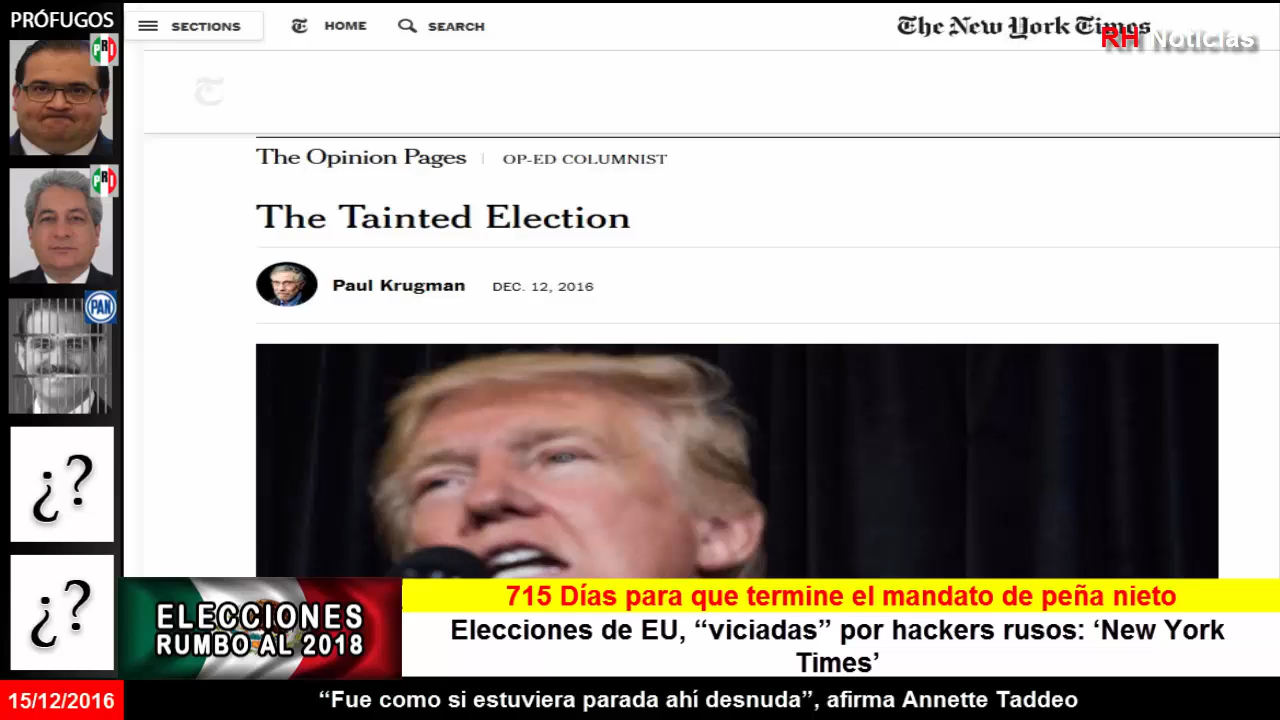 PRÓFUGOS
PRI
PRI
PAN
¿?
¿?
SECTIONS
HOME
SEARCH
The New York Times
RH Noticias
The Opinion Pages
OP-ED COLUMNIST
The Tainted Election
Paul Krugman
DEC. 12, 2016
ELECCIONES
RUMBO AL 2018
715 Días para que termine el mandato de peña nieto
Elecciones de EU, “viciadas” por hackers rusos: ‘New York
Times’
15/12/2016
“Fue como si estuviera parada ahí desnuda”, afirma Annette Taddeo